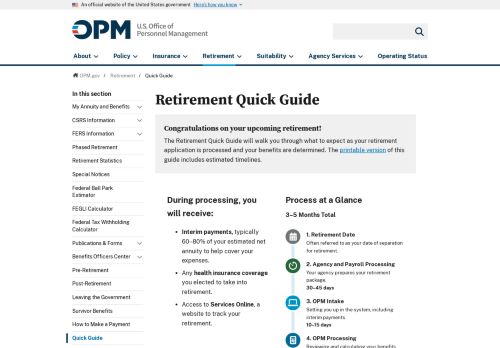 An official website of the United States government Here's how you know
OPM U.S. Office of
Personnel Management
About Policy Insurance Retirement Suitability Agency Services Operating Status
OPM.gov / Retirement / Quick Guide
In this section
My Annuity and Benefits
CSRS Information
FERS Information
Phased Retirement
Retirement Statistics
Special Notices
Federal Ball Park
Estimator
FEGLI Calculator
Federal Tax Withholding
Calculator
Publications & Forms
Benefits Officers Center
Pre-Retirement
Post-Retirement
Leaving the Government
Survivor Benefits
How to Make a Payment
Quick Guide
Retirement Quick Guide
Congratulations on your upcoming retirement!
The Retirement Quick Guide will walk you through what to expect as your retirement
application is processed and your benefits are determined. The printable version of this
guide includes estimated timelines.
During processing, you
will receive:
• Interim payments, typically
60–80% of your estimated net
annuity to help cover your
expenses.
• Any health insurance coverage
you elected to take into
retirement.
• Access to Services Online, a
website to track your
retirement.
Process at a Glance
3–5 Months Total
1. Retirement Date
Often referred to as your date of separation
for retirement.
2. Agency and Payroll Processing
Your agency prepares your retirement
package.
30–45 days
3. OPM Intake
Setting you up in the system, including
interim payments.
10–15 days
4. OPM Processing
Reviewing and calculating your benefits